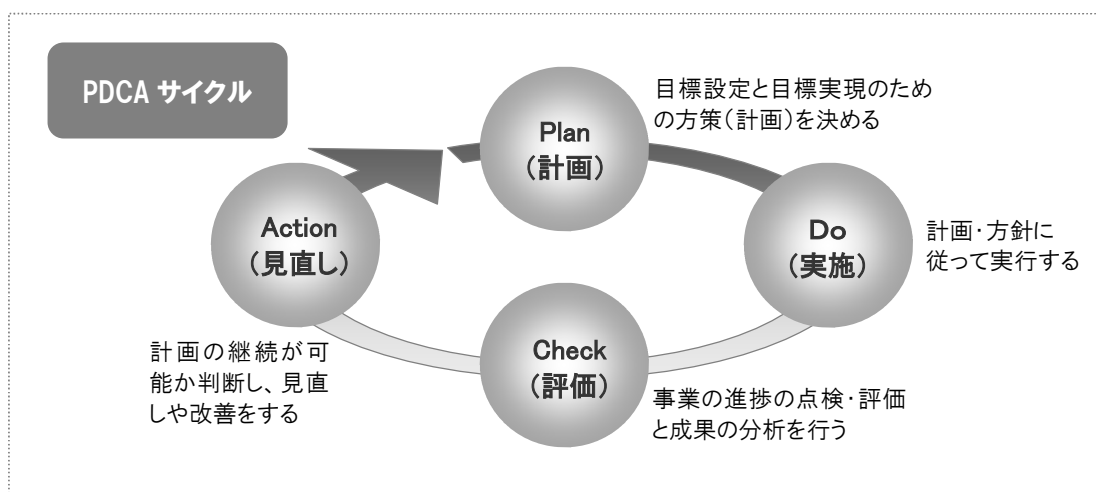 PDCA サイクル
Plan
（計画）
目標設定と目標実現のため
の方策（計画）を決める
Do
（実施）
計画・方針に
従って実行する
Check
（評価）
事業の進捗の点検・評価
と成果の分析を行う
Action
（見直し）
計画の継続が可
能か判断し、見直
しや改善をする